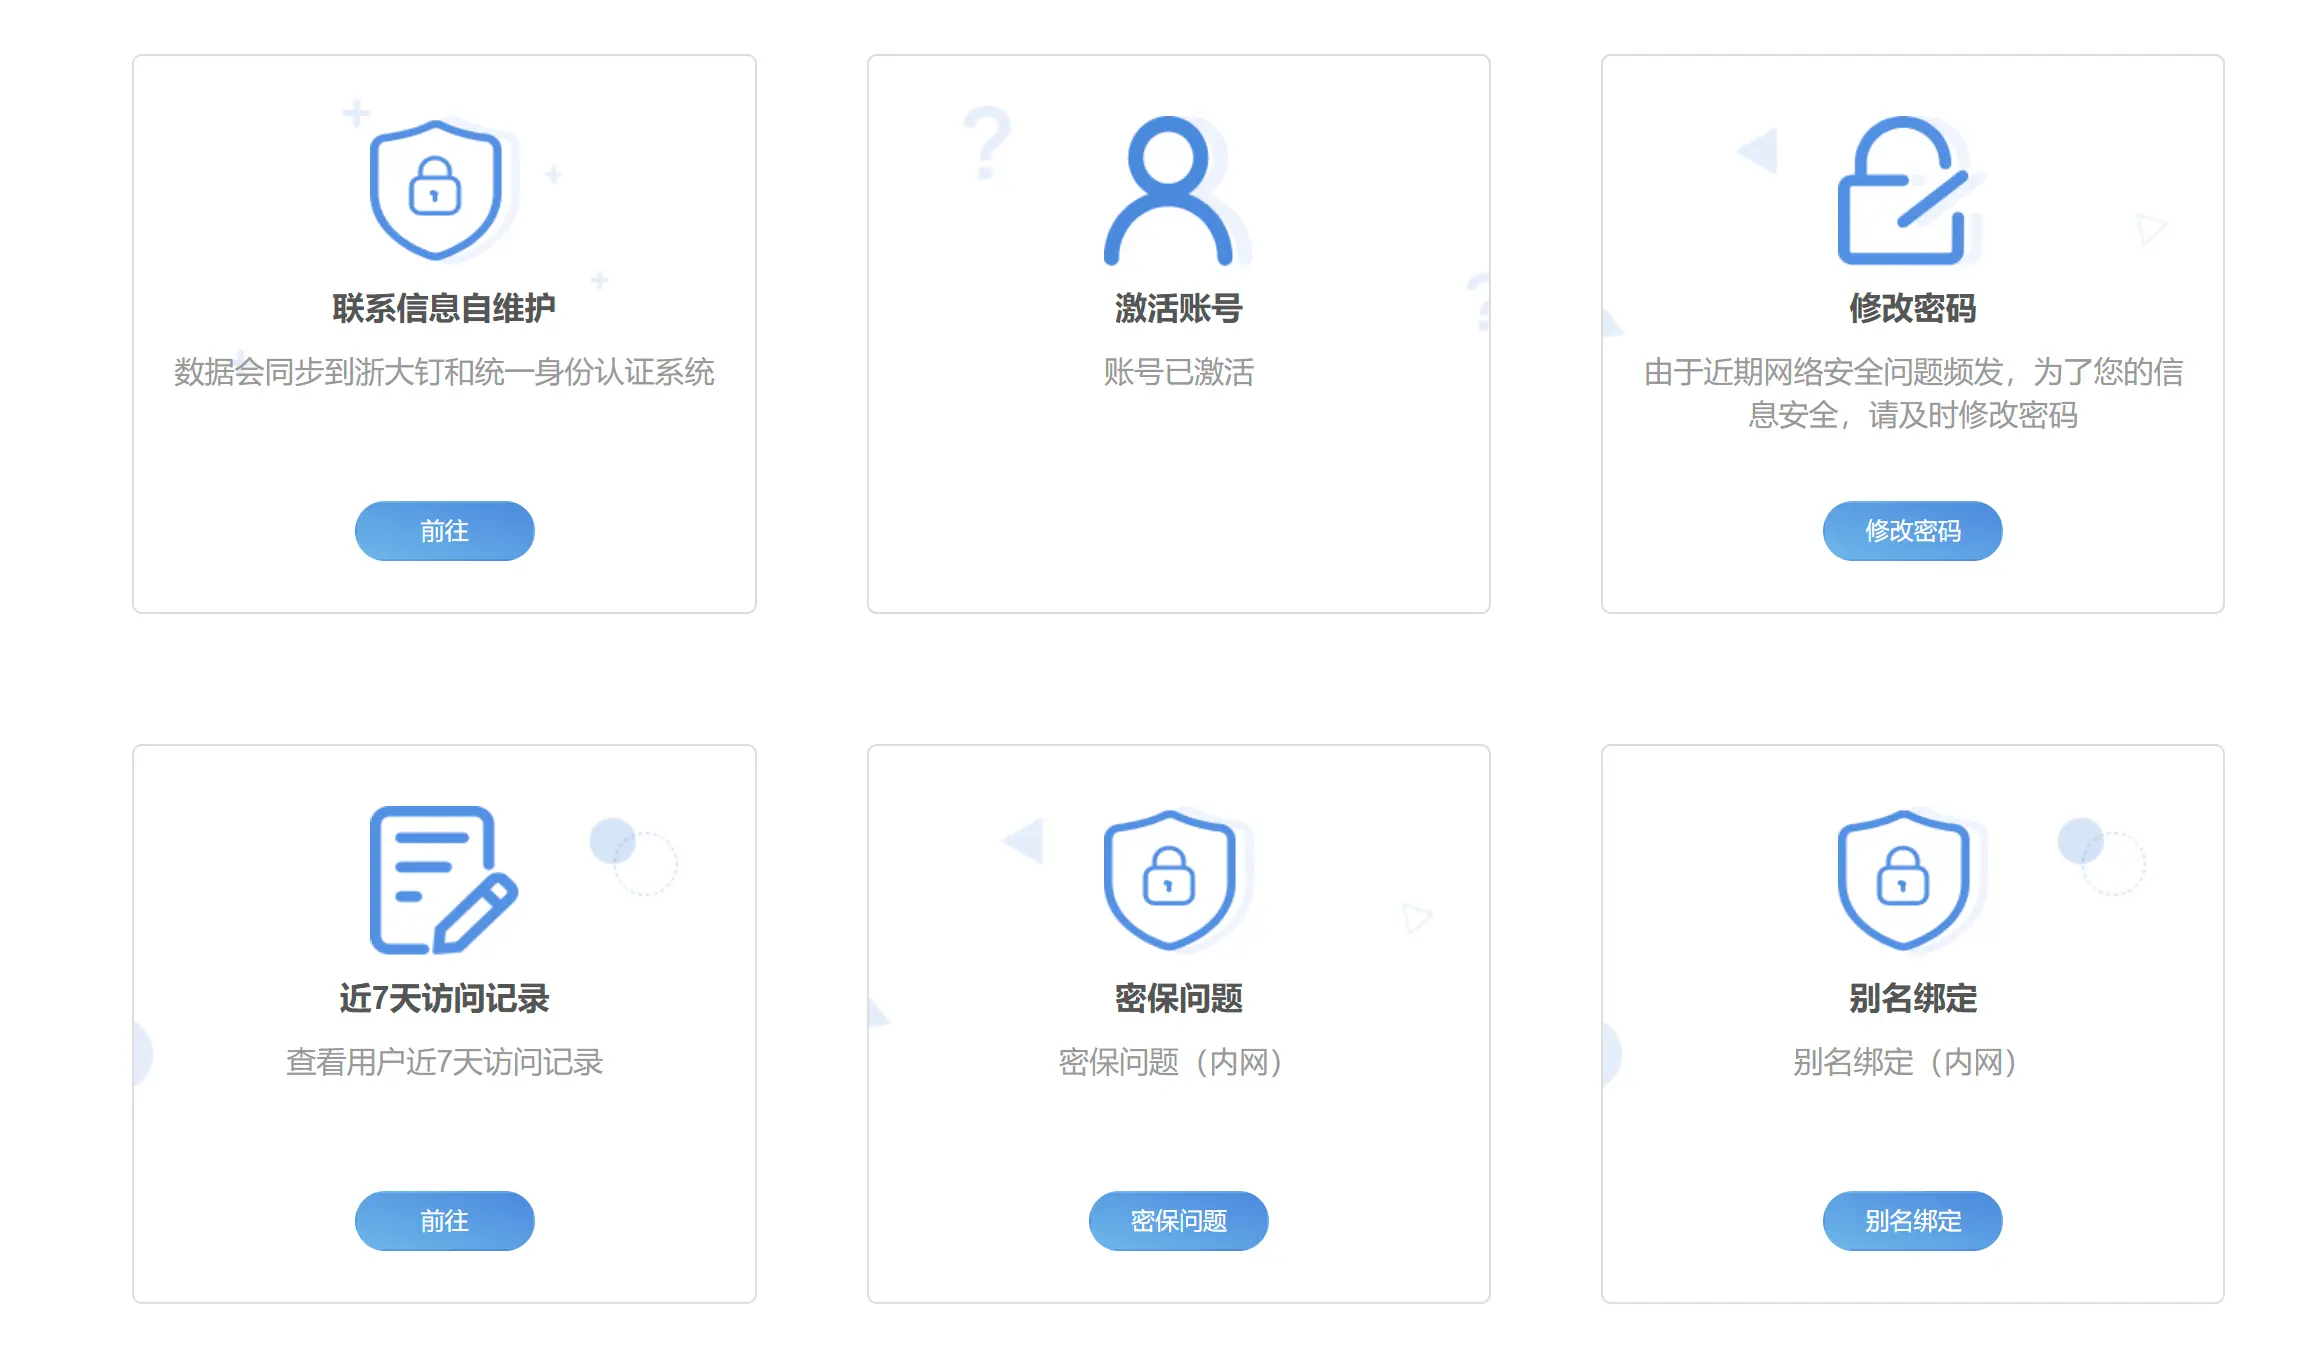 联系信息自维护
数据会同步到浙大钉和统一身份认证系统
前往
激活账号
账号已激活
修改密码
由于近期网络安全问题频发，为了您的信
息安全，请及时修改密码
修改密码
近7天访问记录
查看用户近7天访问记录
前往
密保问题
密保问题（内网）
密保问题
别名绑定
别名绑定（内网）
别名绑定